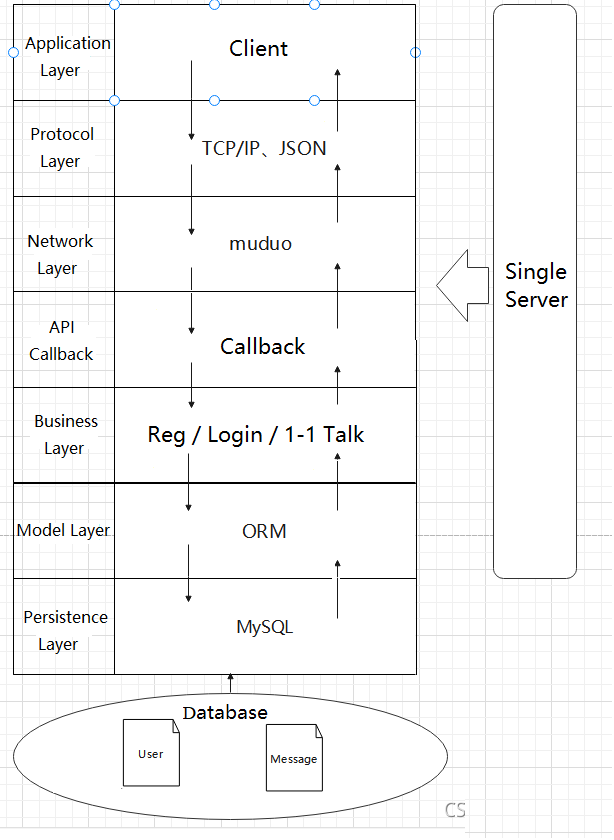 Application
Layer
Client
Protocol
Layer
TCP/IP、JSON
Network
Layer
muduo
API
Callback
Callback
Business
Layer
Reg / Login / 1-1 Talk
Model Layer
ORM
Persistence
Layer
MySQL
Single
Server
Database
User
Message
CS